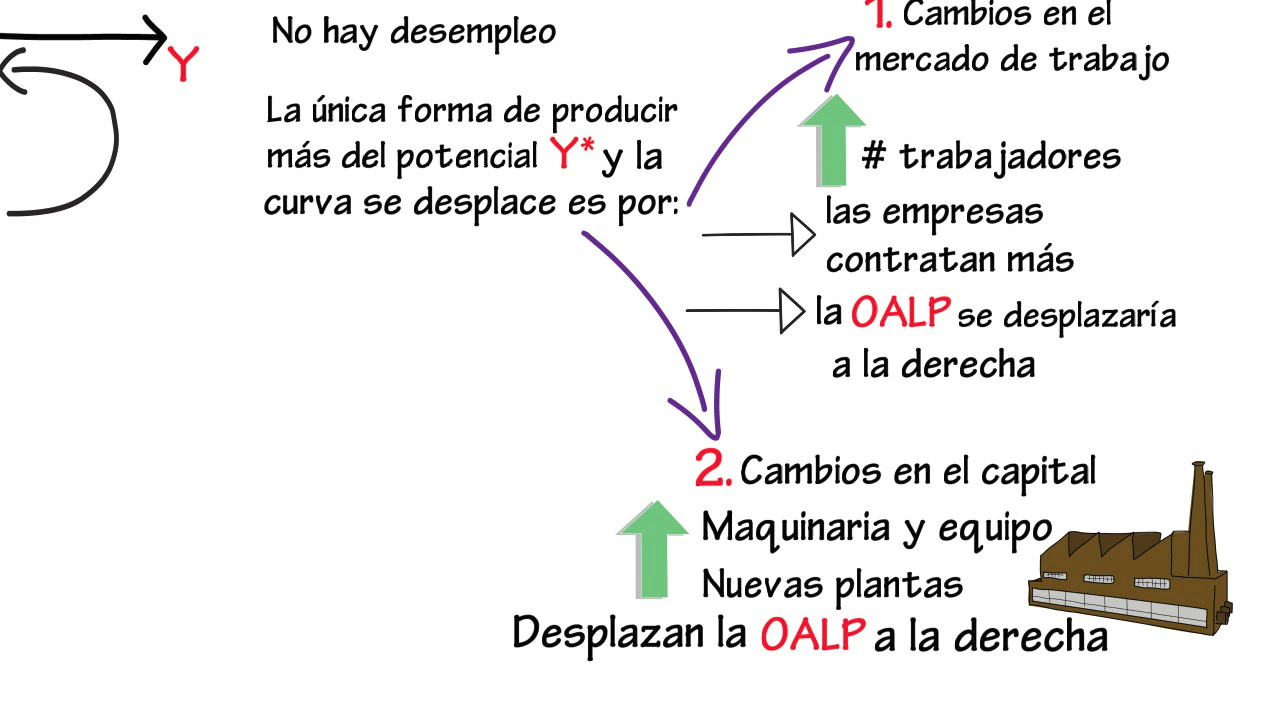 Y
No hay desempleo
La única forma de producir
más del potencial Y* y la
curva se desplace es por:
1. Cambios en el
mercado de trabajo
# trabajadores
las empresas
contratan más
la OALP se desplazaría
a la derecha
2. Cambios en el capital
Maquinaria y equipo
Nuevas plantas
Desplazan la OALP a la derecha